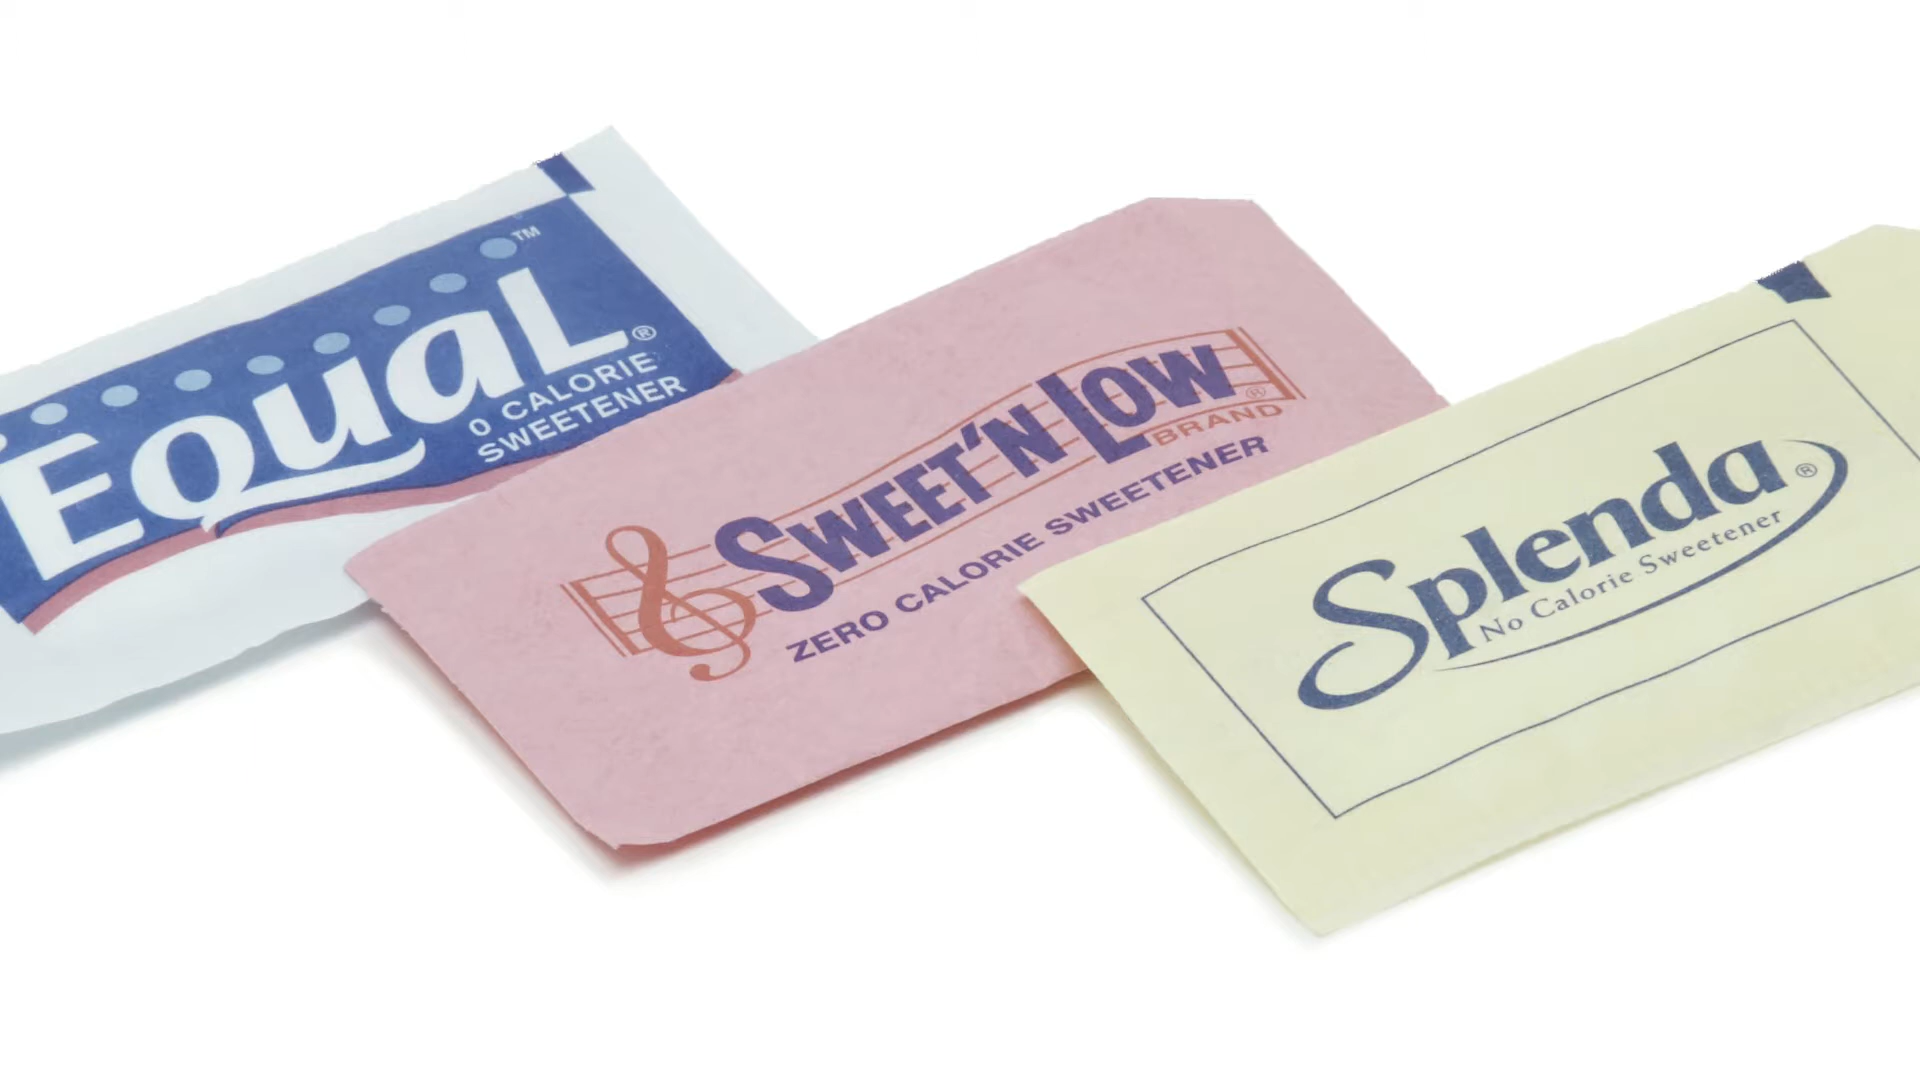 EQUAL™®
0 CALORIE
SWEETENER
SWEET'N LOW®
BRAND
ZERO CALORIE SWEETENER
Splenda®
No Calorie Sweetener